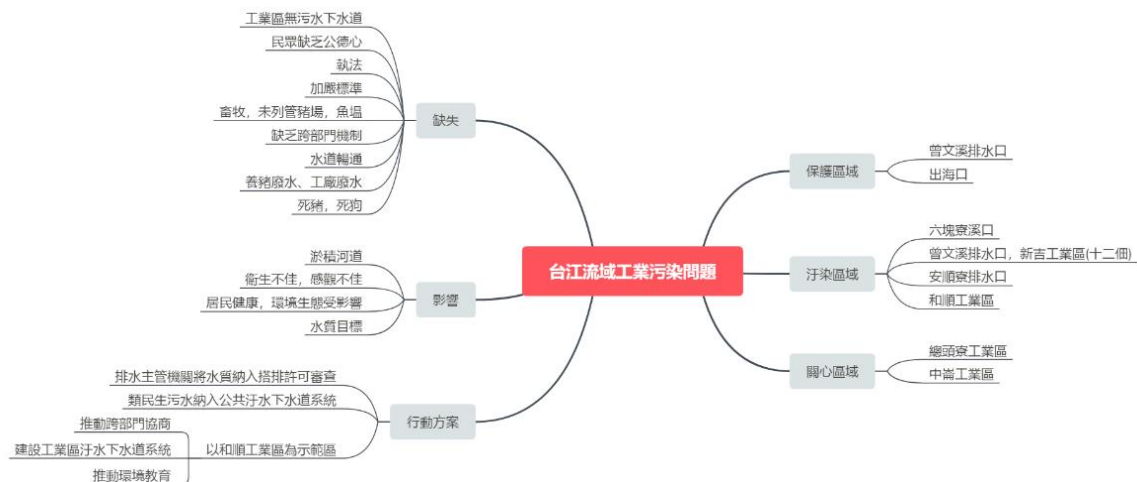 台江流域工業污染問題
缺失
工業區無污水下水道
民眾缺乏公德心
執法
加嚴標準
畜牧，未列管豬場，魚塭
缺乏跨部門機制
水道暢通
養豬廢水、工廠廢水
死豬，死狗
影響
淤積河道
衛生不佳，感觀不佳
居民健康，環境生態受影響
水質目標
行動方案
排水主管機關將水質納入搭排許可審查
類民生污水納入公共汙水下水道系統
以和順工業區為示範區
推動跨部門協商
建設工業區汙水下水道系統
推動環境教育
保護區域
曾文溪排水口
出海口
汙染區域
六塊寮溪口
曾文溪排水口，新吉工業區(十二佃)
安順寮排水口
和順工業區
關心區域
總頭寮工業區
中崙工業區